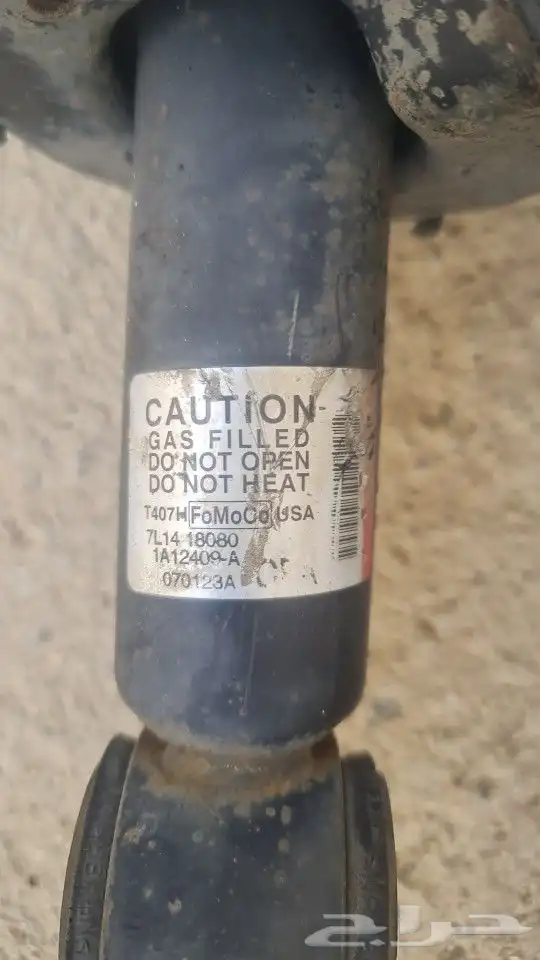 CAUTION
GAS FILLED
DO NOT OPEN
DO NOT HEAT
T407H FoMoCo USA
7L14 18080
1A12409-A
070123A
حراج